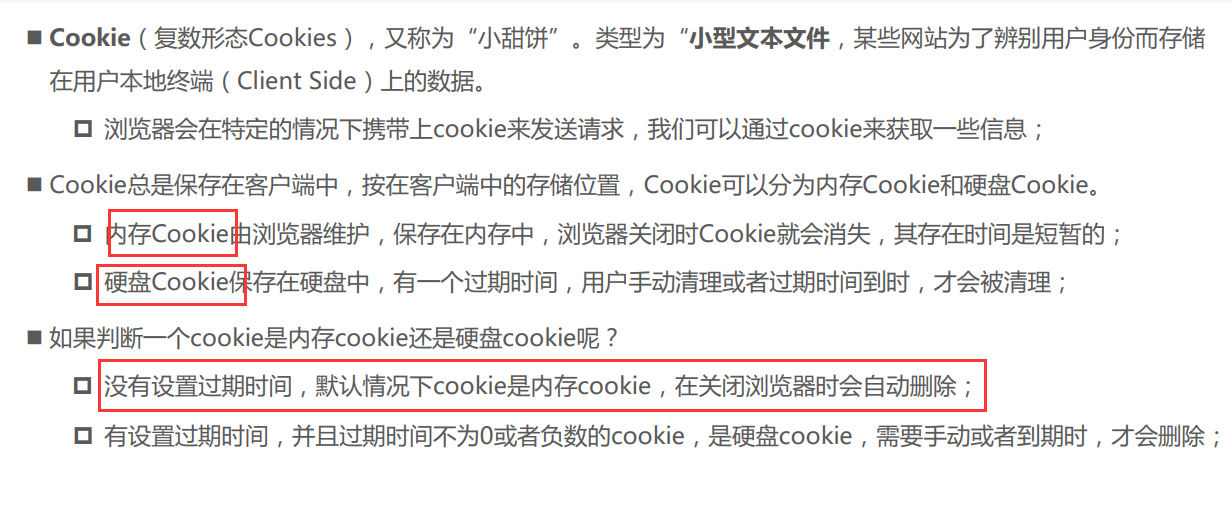 Cookie（复数形态Cookies），又称为“小甜饼”。类型为“小型文本文件，某些网站为了辨别用户身份而存储
在用户本地终端（Client Side）上的数据。
浏览器会在特定的情况下携带上cookie来发送请求，我们可以通过cookie来获取一些信息；
Cookie总是保存在客户端中，按在客户端中的存储位置，Cookie可以分为内存Cookie和硬盘Cookie。
内存Cookie由浏览器维护，保存在内存中，浏览器关闭时Cookie就会消失，其存在时间是短暂的；
硬盘Cookie保存在硬盘中，有一个过期时间，用户手动清理或者过期时间到时，才会被清理；
如果判断一个cookie是内存cookie还是硬盘cookie呢？
没有设置过期时间，默认情况下cookie是内存cookie，在关闭浏览器时会自动删除；
有设置过期时间，并且过期时间不为0或者负数的cookie，是硬盘cookie，需要手动或者到期时，才会删除；